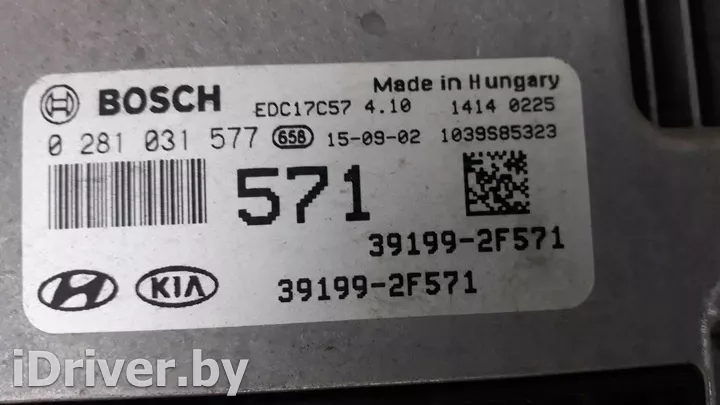 Made in Hungary
BOSCH EDC17C57 4.10 1414 0225
0 281 031 577 658 15-09-02 1039S85323
571
39199-2F571
KIA 39199-2F571
iDriver.by